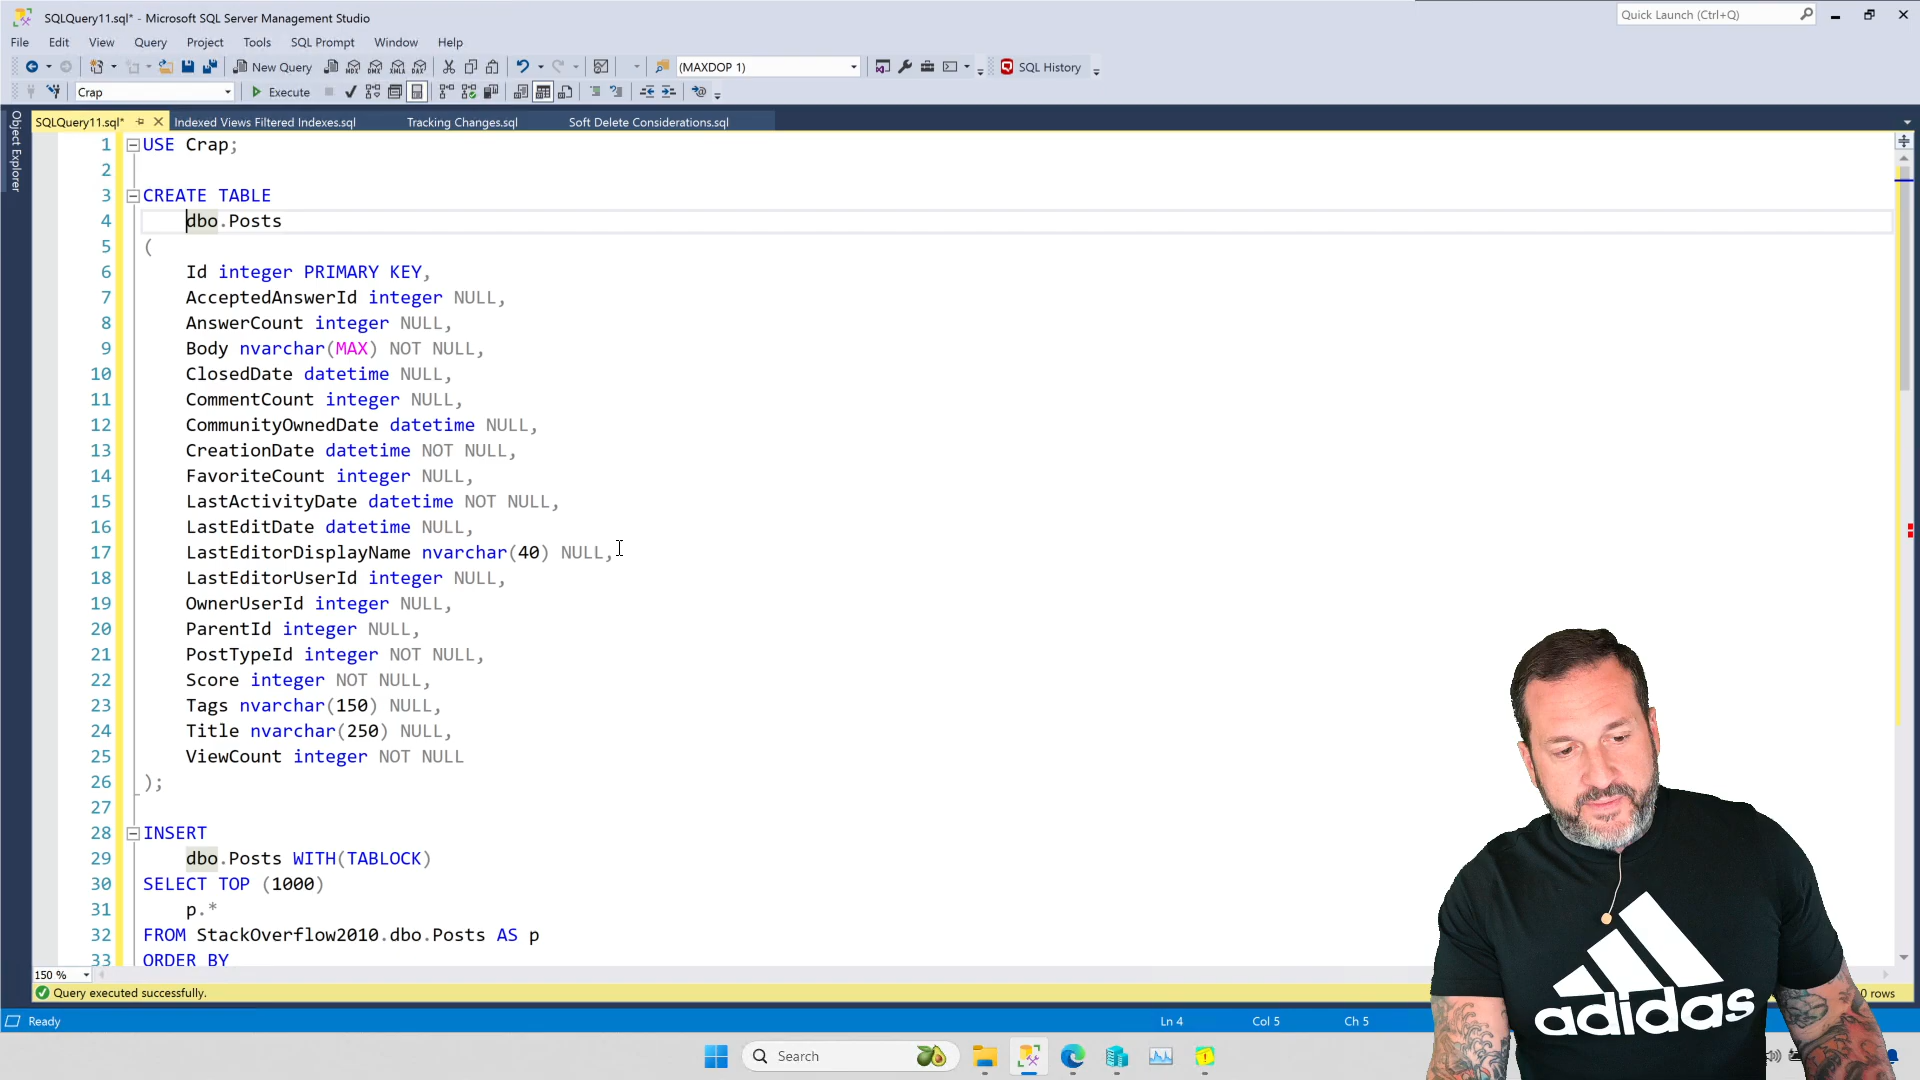 SQLQuery11.sql* - Microsoft SQL Server Management Studio
Quick Launch (Ctrl+Q)
File Edit View Query Project Tools SQL Prompt Window Help
New Query
(MAXDOP 1)
SQL History
Crap
Execute
Object Explorer
SQLQuery11.sql* Indexed Views Filtered Indexes.sql Tracking Changes.sql Soft Delete Considerations.sql
1 USE Crap;
2
3 CREATE TABLE
4 dbo.Posts
5 (
6 Id integer PRIMARY KEY,
7 AcceptedAnswerId integer NULL,
8 AnswerCount integer NULL,
9 Body nvarchar(MAX) NOT NULL,
10 ClosedDate datetime NULL,
11 CommentCount integer NULL,
12 CommunityOwnedDate datetime NULL,
13 CreationDate datetime NOT NULL,
14 FavoriteCount integer NULL,
15 LastActivityDate datetime NOT NULL,
16 LastEditDate datetime NULL,
17 LastEditorDisplayName nvarchar(40) NULL,
18 LastEditorUserId integer NULL,
19 OwnerUserId integer NULL,
20 ParentId integer NULL,
21 PostTypeId integer NOT NULL,
22 Score integer NOT NULL,
23 Tags nvarchar(150) NULL,
24 Title nvarchar(250) NULL,
25 ViewCount integer NOT NULL
26 );
27
28 INSERT
29 dbo.Posts WITH(TABLOCK)
30 SELECT TOP (1000)
31 p.*
32 FROM StackOverflow2010.dbo.Posts AS p
33 ORDER BY
150 %
Query executed successfully.
0 rows
Ready
Ln 4 Col 5 Ch 5
Search
adidas